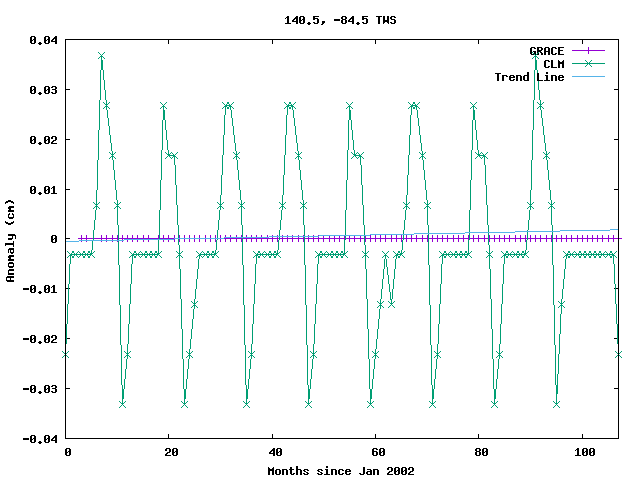 140.5, -84.5 TWS
GRACE
CLM
Trend Line
0.04
0.03
0.02
0.01
0
-0.01
-0.02
-0.03
-0.04
Anomaly (cm)
0 20 40 60 80 100
Months since Jan 2002